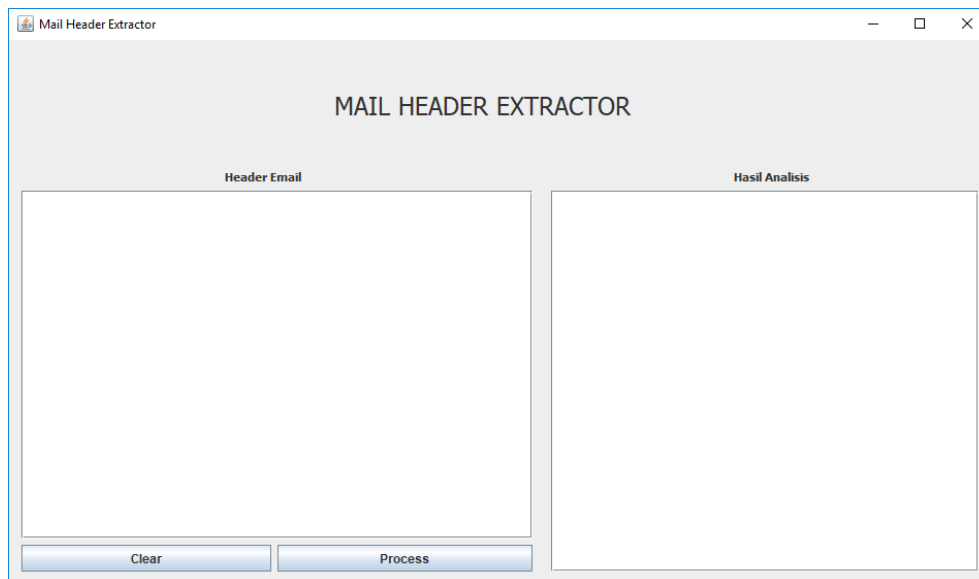 Mail Header Extractor
MAIL HEADER EXTRACTOR
Header Email
Hasil Analisis
Clear
Process